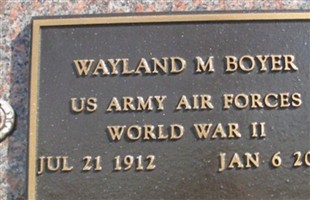 WAYLAND M BOYER
US ARMY AIR FORCES
WORLD WAR II
JUL 21 1912 JAN 6 20